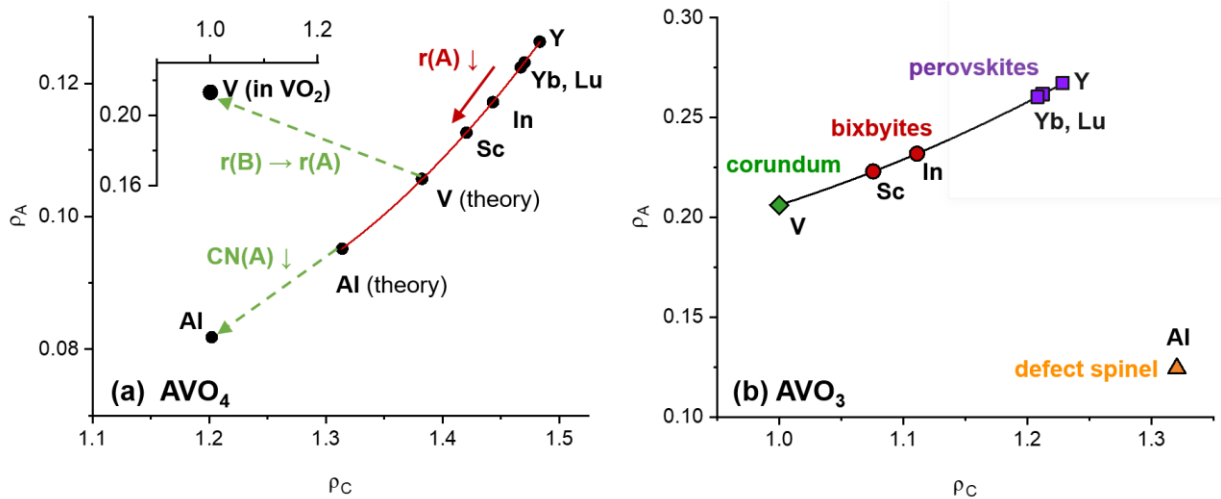 1.0 1.2
0.20
0.16
V (in VO₂)
r(B) → r(A)
r(A) ↓
Y
Yb, Lu
In
Sc
V (theory)
Al (theory)
CN(A) ↓
Al
(a) AVO₄
0.12
0.10
0.08
ρA
1.1 1.2 1.3 1.4 1.5
ρC
0.30
0.25
0.20
0.15
0.10
ρA
perovskites
Y
Yb, Lu
bixbyites
In
Sc
corundum
V
Al
defect spinel
(b) AVO₃
1.0 1.1 1.2 1.3
ρC